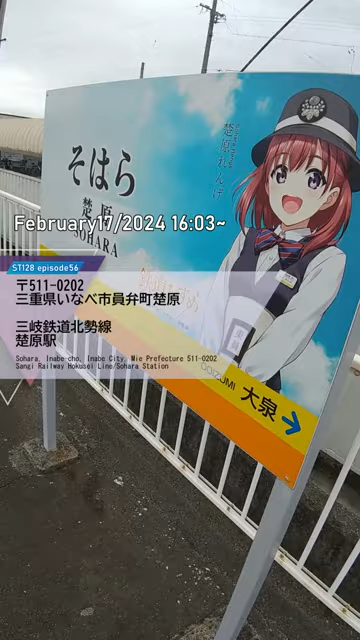 そはら
楚原
SOHARA
楚原れんげ
February17/2024 16:03~
ST128 episode56
〒511-0202
三重県いなべ市員弁町楚原
三岐鉄道北勢線
楚原駅
Sohara, Inabe-cho, Inabe City, Mie Prefecture 511-0202
Sangi Railway Hokusei Line/Sohara Station
OOIZUMI 大泉